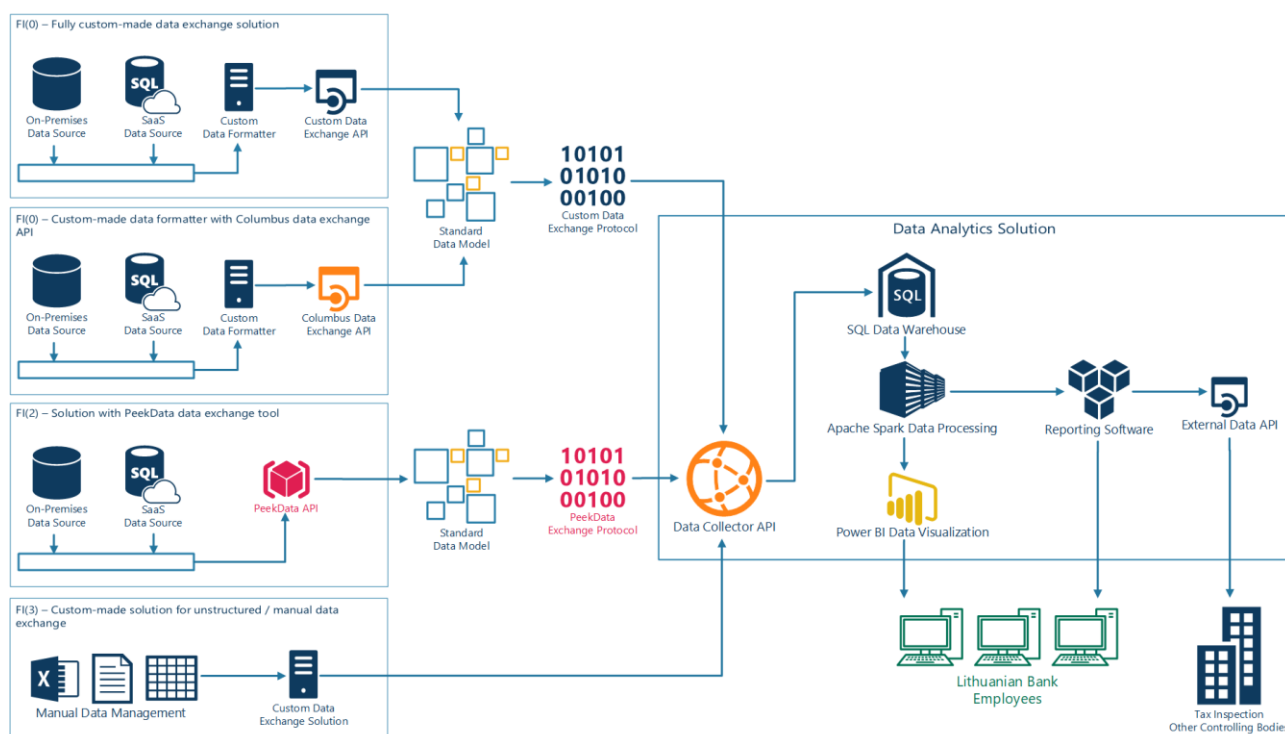 FI(0) – Fully custom-made data exchange solution
SQL
On-Premises
Data Source
SaaS
Data Source
Custom
Data Formatter
Custom Data
Exchange API
FI(0) – Custom-made data formatter with Columbus data exchange
API
SQL
On-Premises
Data Source
SaaS
Data Source
Custom
Data Formatter
Columbus Data
Exchange API
Standard
Data Model
10101
01010
00100
Custom Data
Exchange Protocol
FI(2) – Solution with PeekData data exchange tool
SQL
On-Premises
Data Source
SaaS
Data Source
PeekData API
Standard
Data Model
10101
01010
00100
PeekData
Exchange Protocol
FI(3) – Custom-made solution for unstructured / manual data
exchange
X
Manual Data Management
Custom Data
Exchange Solution
Data Analytics Solution
Data Collector API
SQL
SQL Data Warehouse
Apache Spark Data Processing
Reporting Software
External Data API
Power BI Data Visualization
Lithuanian Bank
Employees
Tax Inspection
Other Controlling Bodies